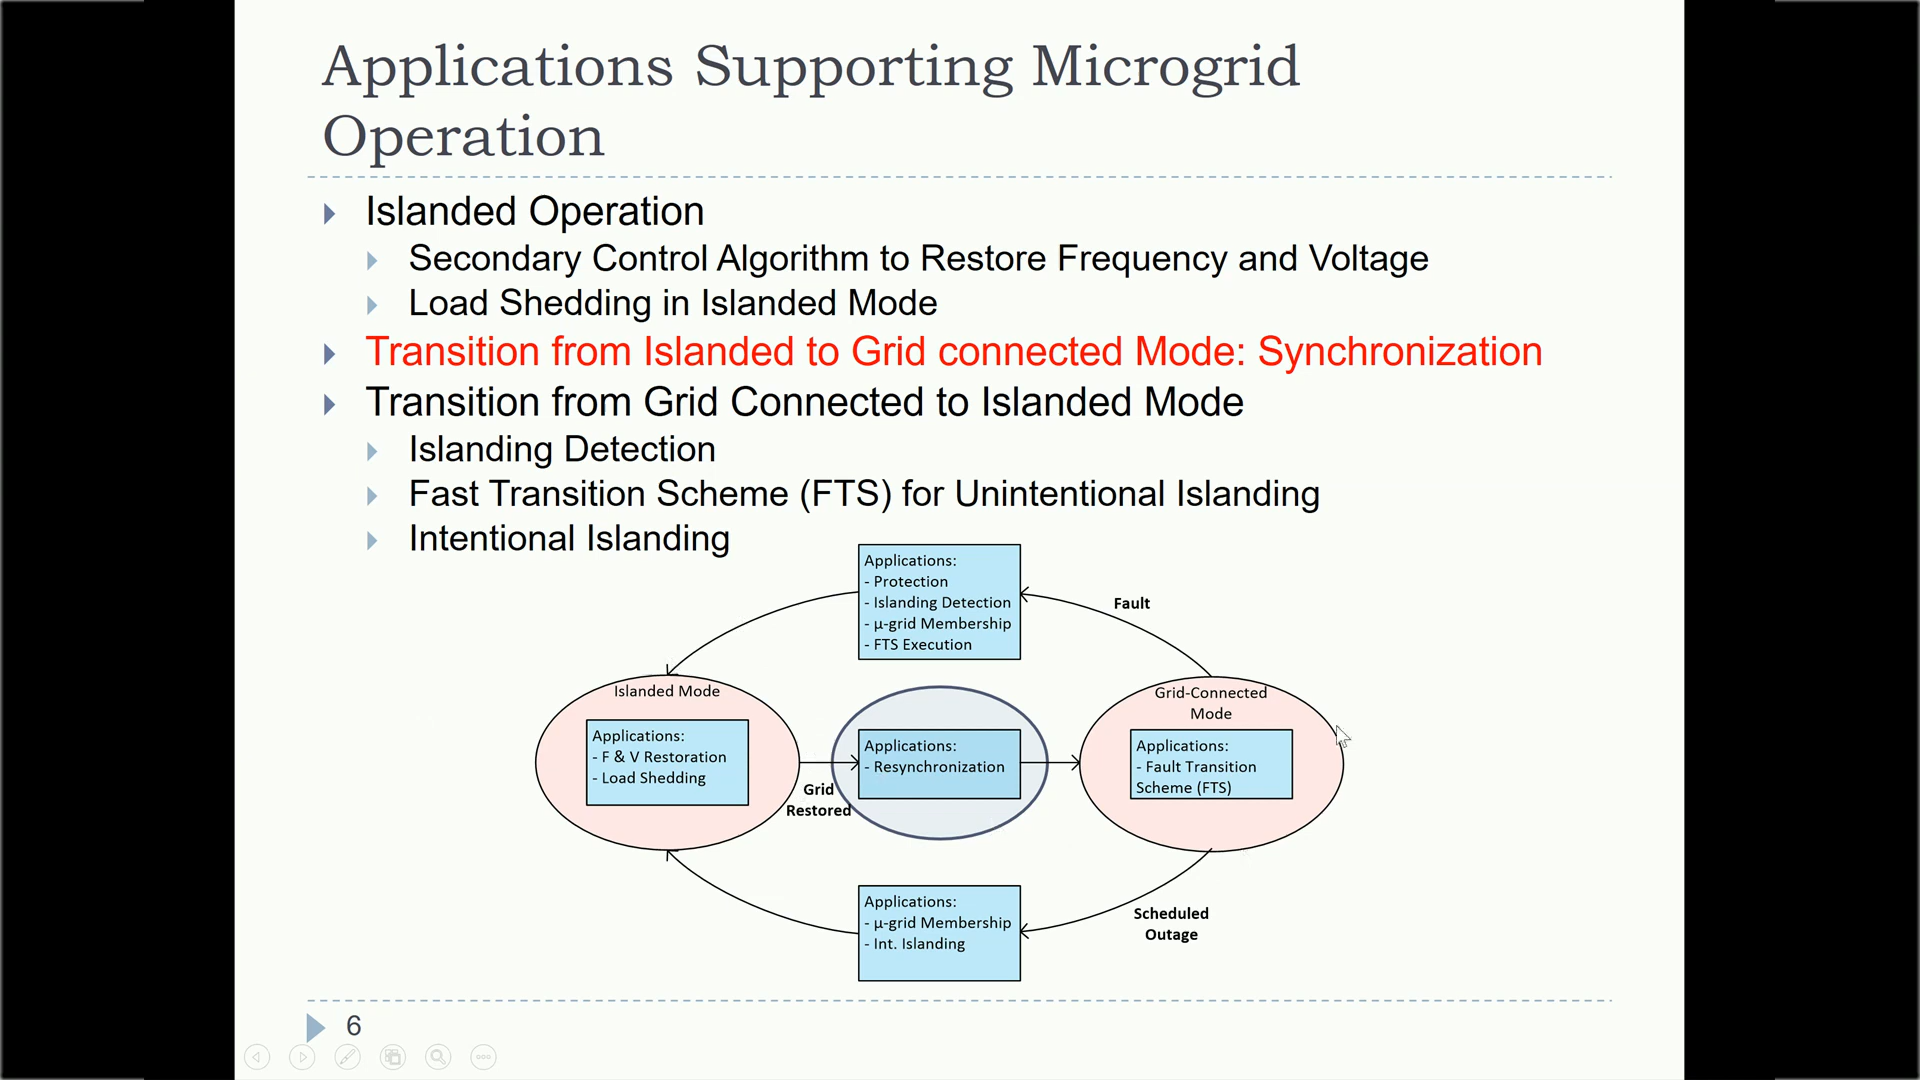 Applications Supporting Microgrid
Operation
Islanded Operation
Secondary Control Algorithm to Restore Frequency and Voltage
Load Shedding in Islanded Mode
Transition from Islanded to Grid connected Mode: Synchronization
Transition from Grid Connected to Islanded Mode
Islanding Detection
Fast Transition Scheme (FTS) for Unintentional Islanding
Intentional Islanding
Applications:
- Protection
- Islanding Detection
- μ-grid Membership
- FTS Execution
Fault
Islanded Mode
Applications:
- F & V Restoration
- Load Shedding
Grid
Restored
Applications:
- Resynchronization
Grid-Connected
Mode
Applications:
- Fault Transition
Scheme (FTS)
Applications:
- μ-grid Membership
- Int. Islanding
Scheduled
Outage
6